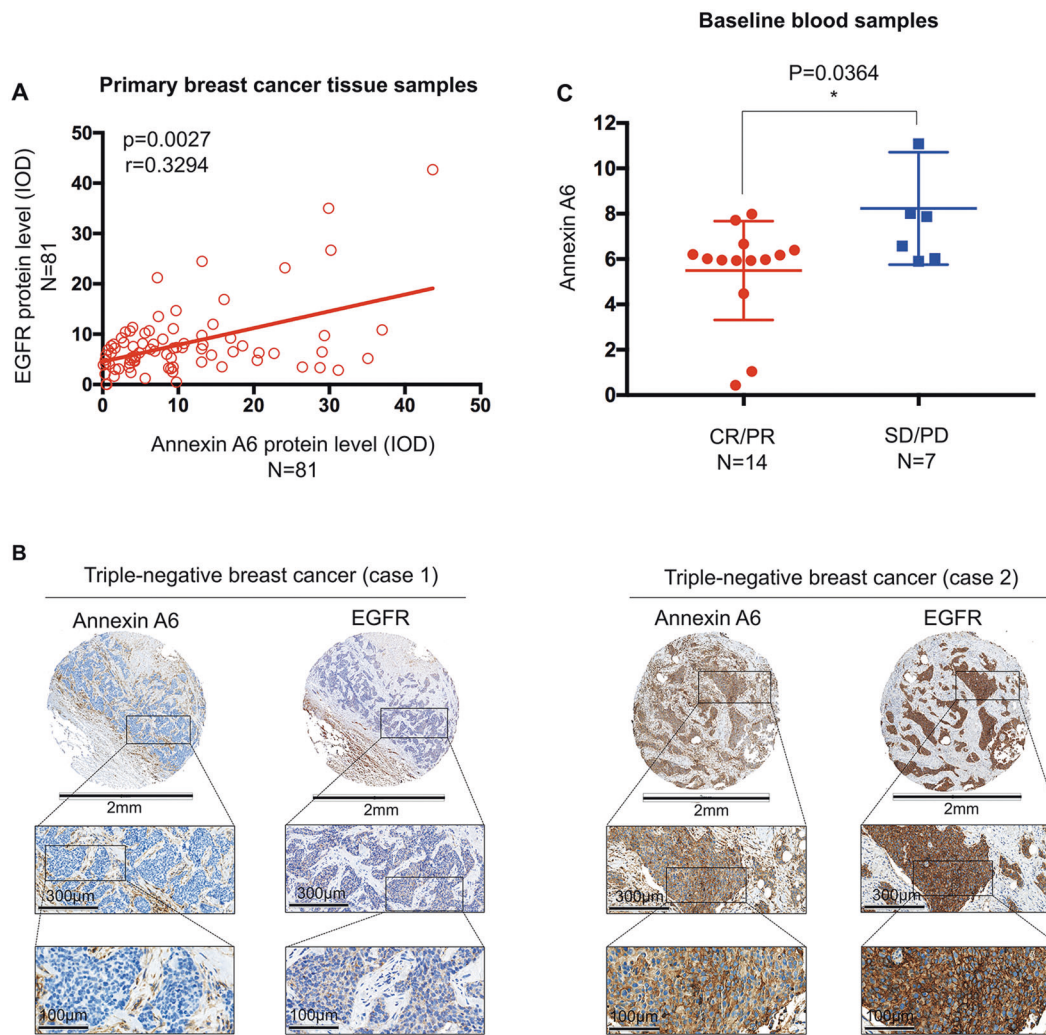 A
Primary breast cancer tissue samples
p=0.0027
r=0.3294
EGFR protein level (IOD)
N=81
50
40
30
20
10
0
0 10 20 30 40 50
Annexin A6 protein level (IOD)
N=81
Baseline blood samples
C
P=0.0364
*
Annexin A6
12
10
8
6
4
2
0
CR/PR SD/PD
N=14 N=7
B
Triple-negative breast cancer (case 1)
Annexin A6 EGFR
2mm 2mm
300μm 300μm
100μm 100μm
Triple-negative breast cancer (case 2)
Annexin A6 EGFR
2mm 2mm
300μm 300μm
100μm 100μm